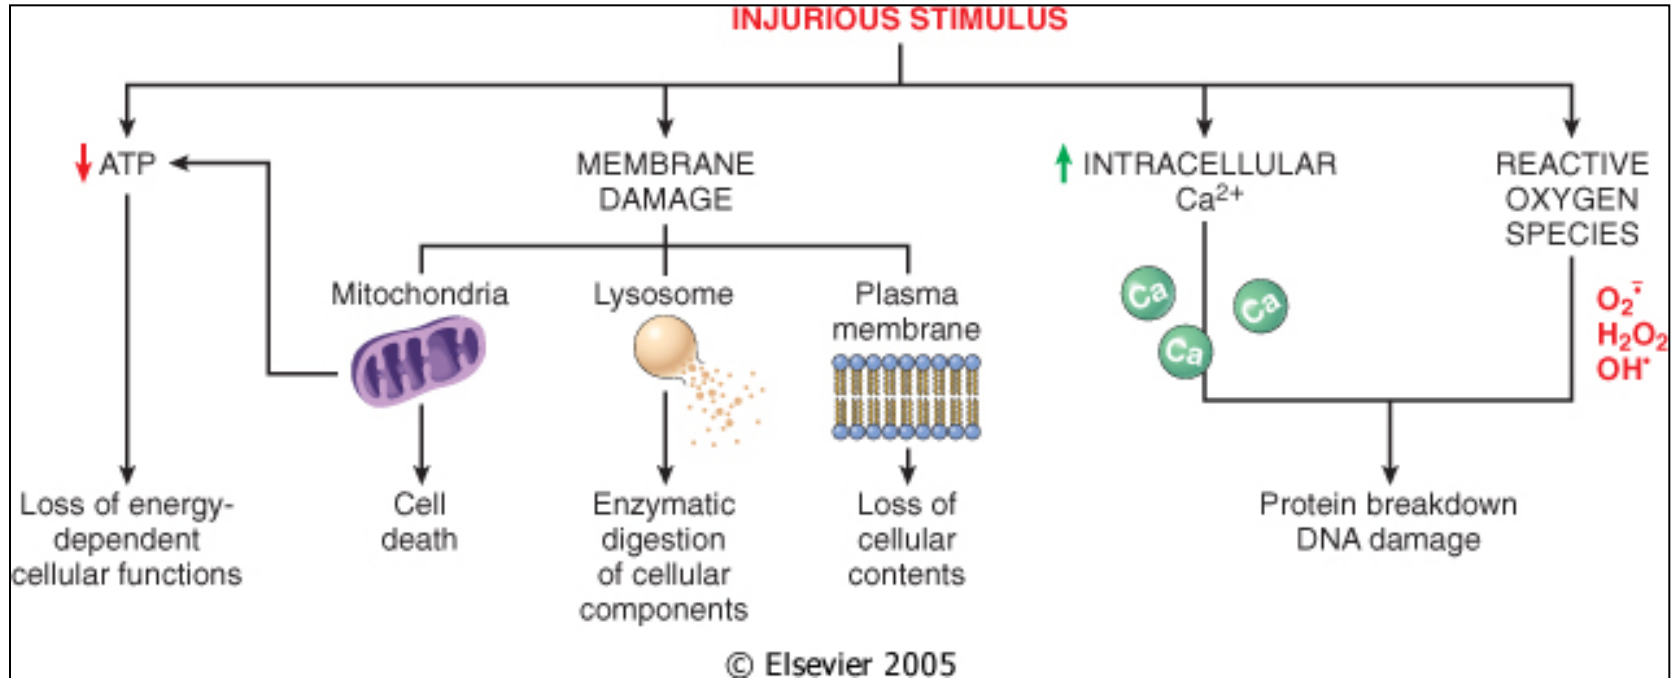 INJURIOUS STIMULUS
ATP
MEMBRANE
DAMAGE
INTRACELLULAR
Ca²⁺
REACTIVE
OXYGEN
SPECIES
Mitochondria
Lysosome
Plasma
membrane
Ca
Ca
Ca
O₂⁻̇
H₂O₂
OH•
Loss of energy-
dependent
cellular functions
Cell
death
Enzymatic
digestion
of cellular
components
Loss of
cellular
contents
Protein breakdown
DNA damage
© Elsevier 2005